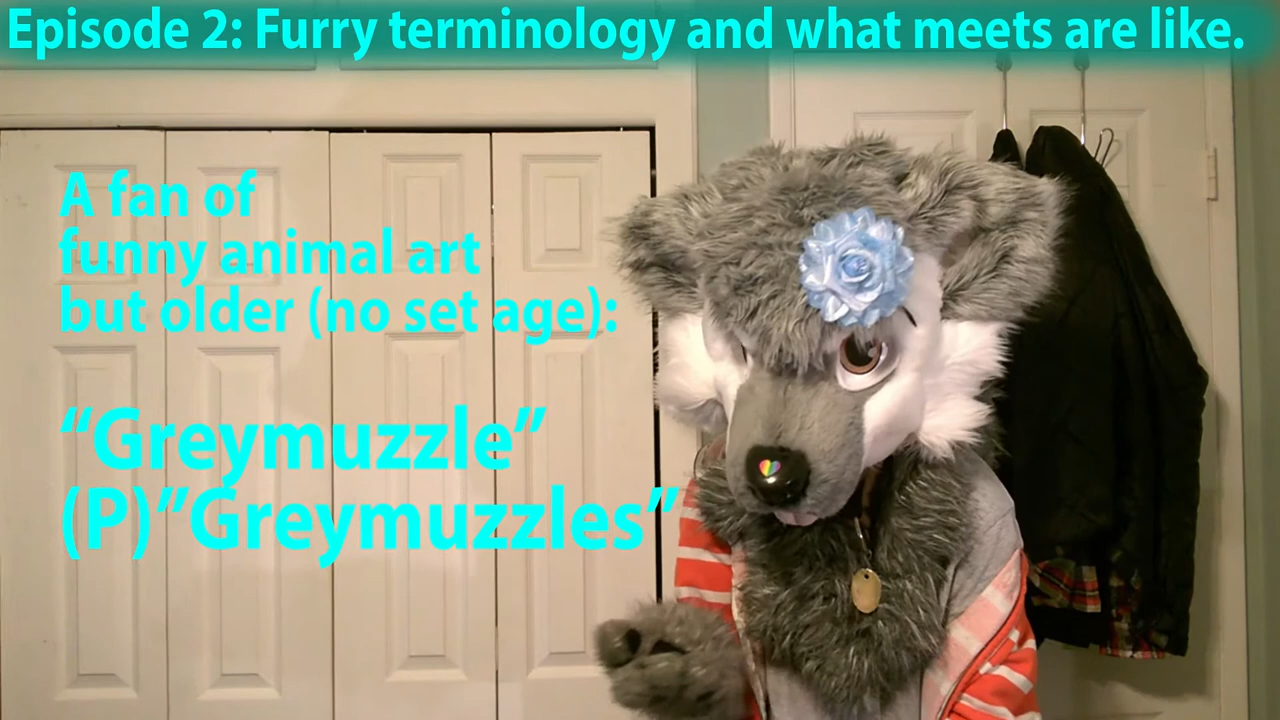 Episode 2: Furry terminology and what meets are like.
A fan of
funny animal art
but older (no set age):
“Greymuzzle”
(P)”Greymuzzles”